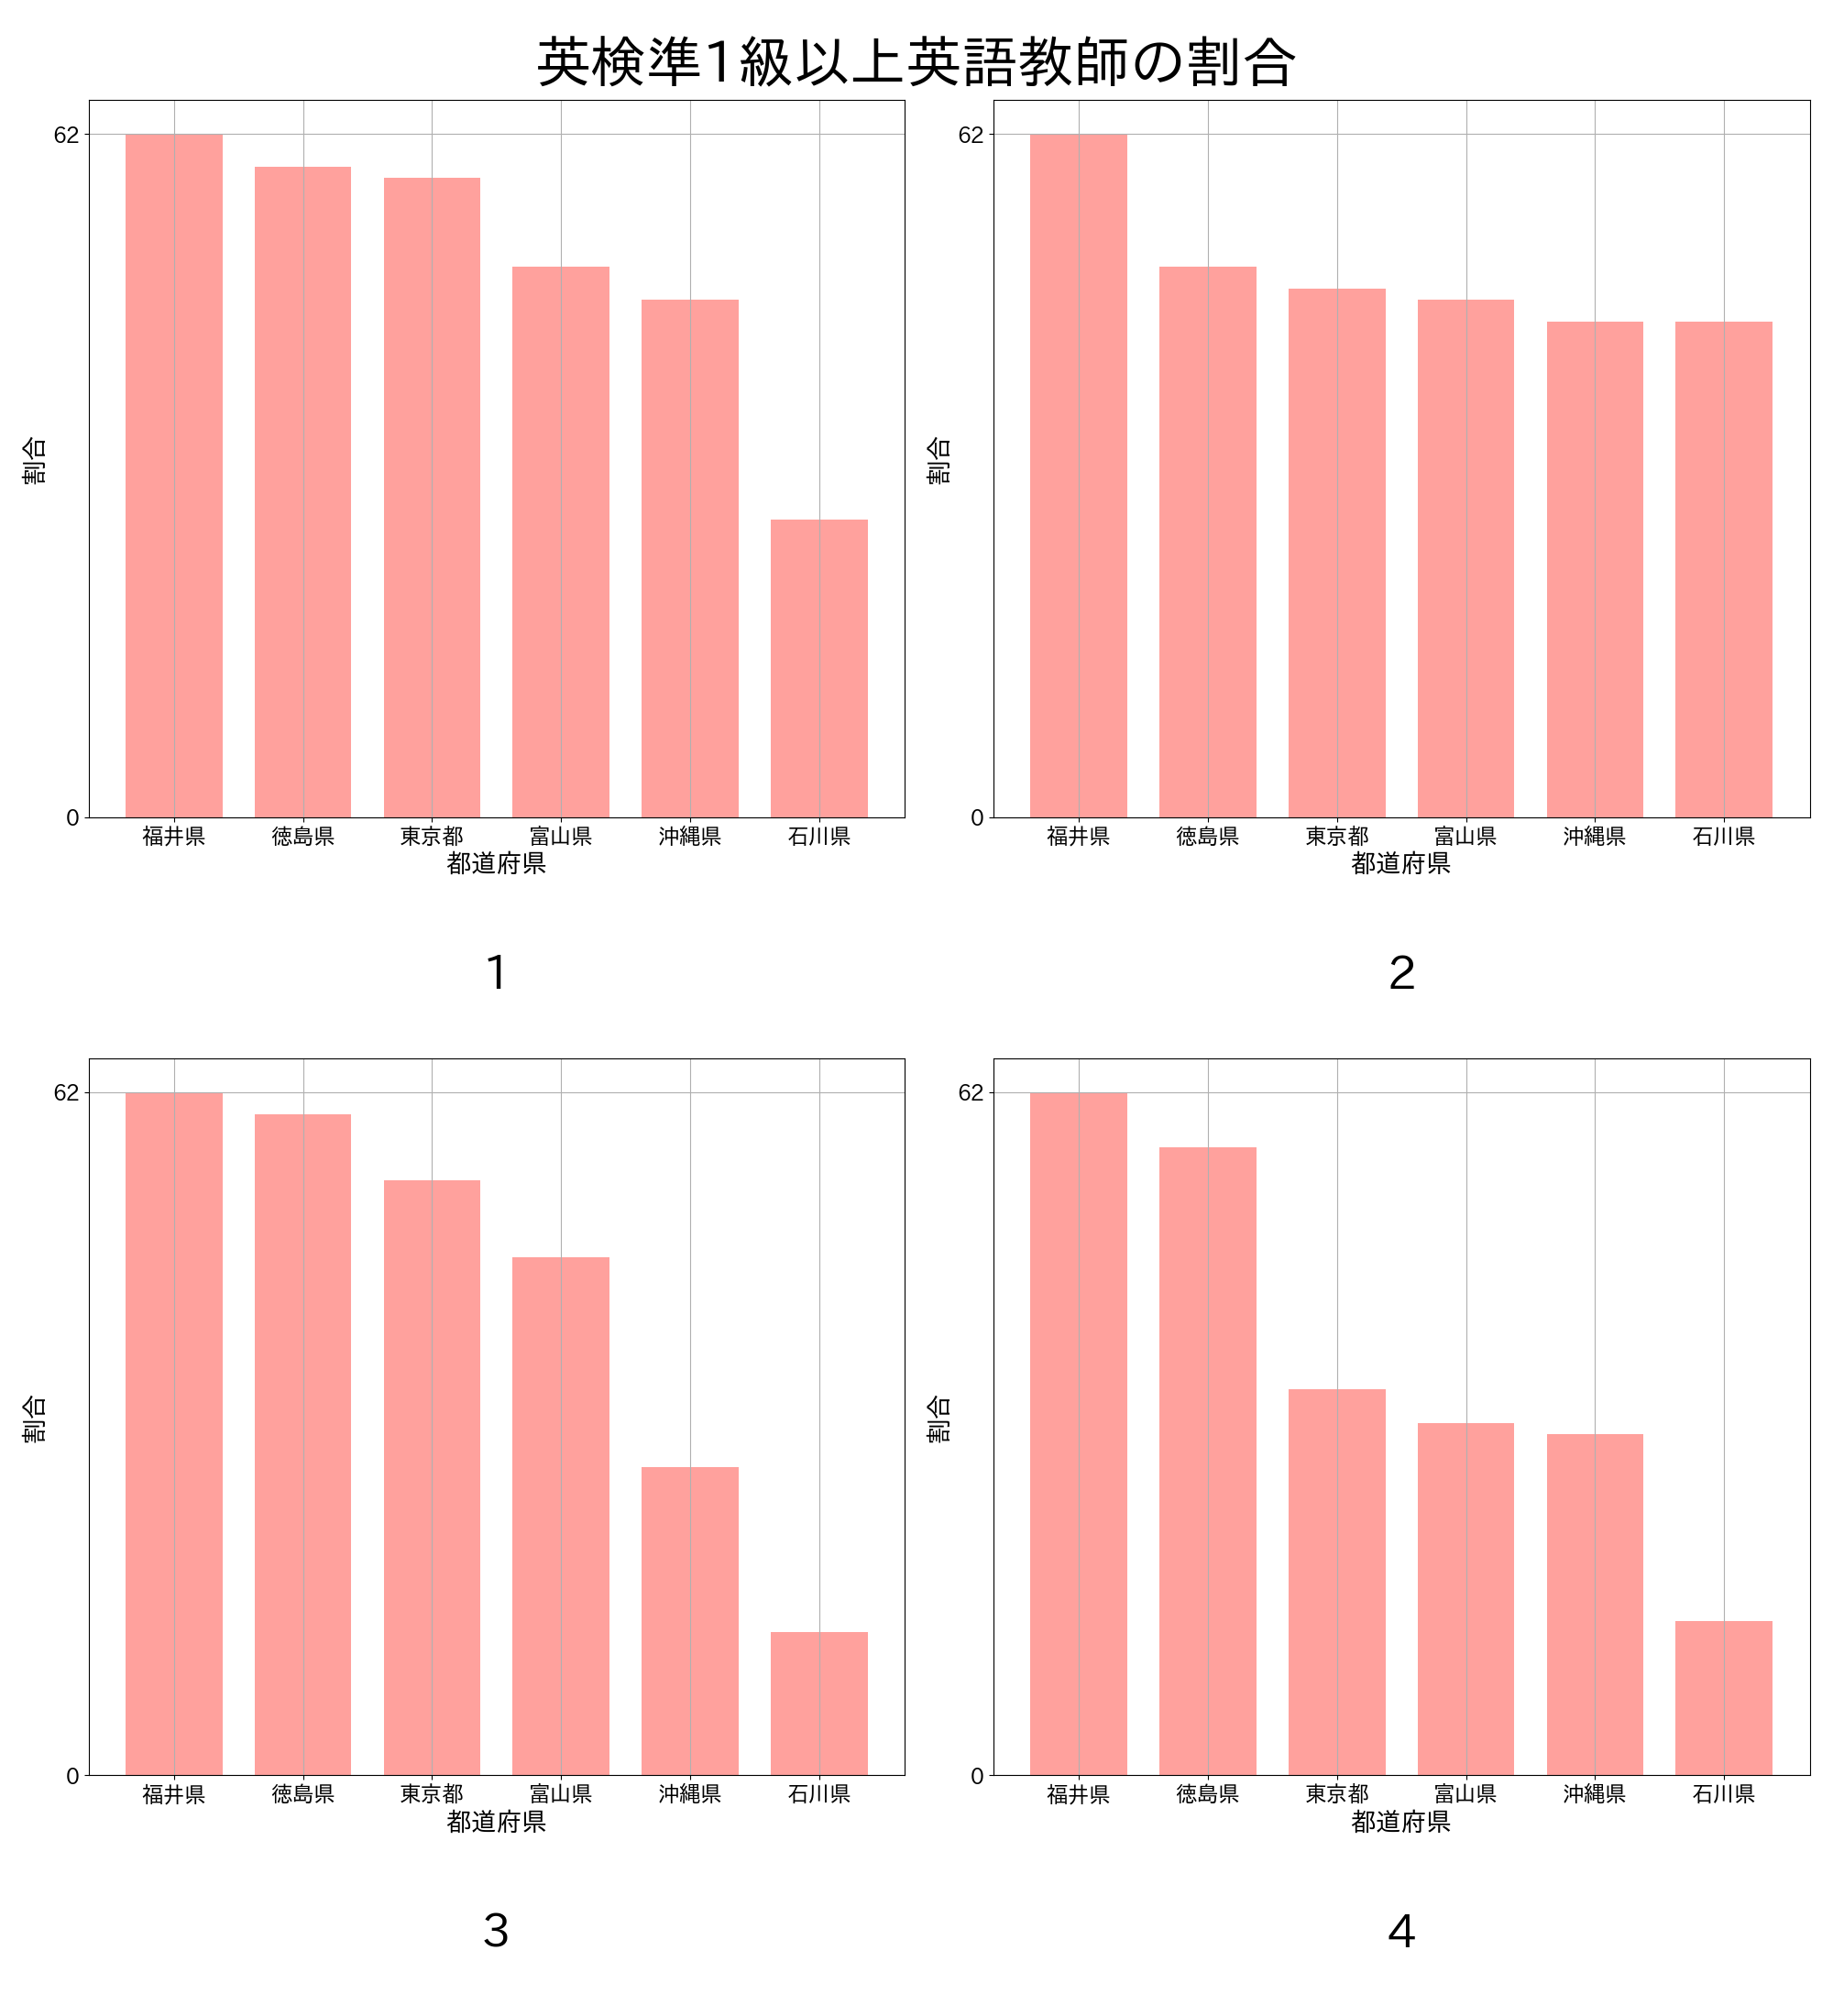 英検準1級以上英語教師の割合
62
0
割合
福井県 徳島県 東京都 富山県 沖縄県 石川県
都道府県
1
62
0
割合
福井県 徳島県 東京都 富山県 沖縄県 石川県
都道府県
2
62
0
割合
福井県 徳島県 東京都 富山県 沖縄県 石川県
都道府県
3
62
0
割合
福井県 徳島県 東京都 富山県 沖縄県 石川県
都道府県
4